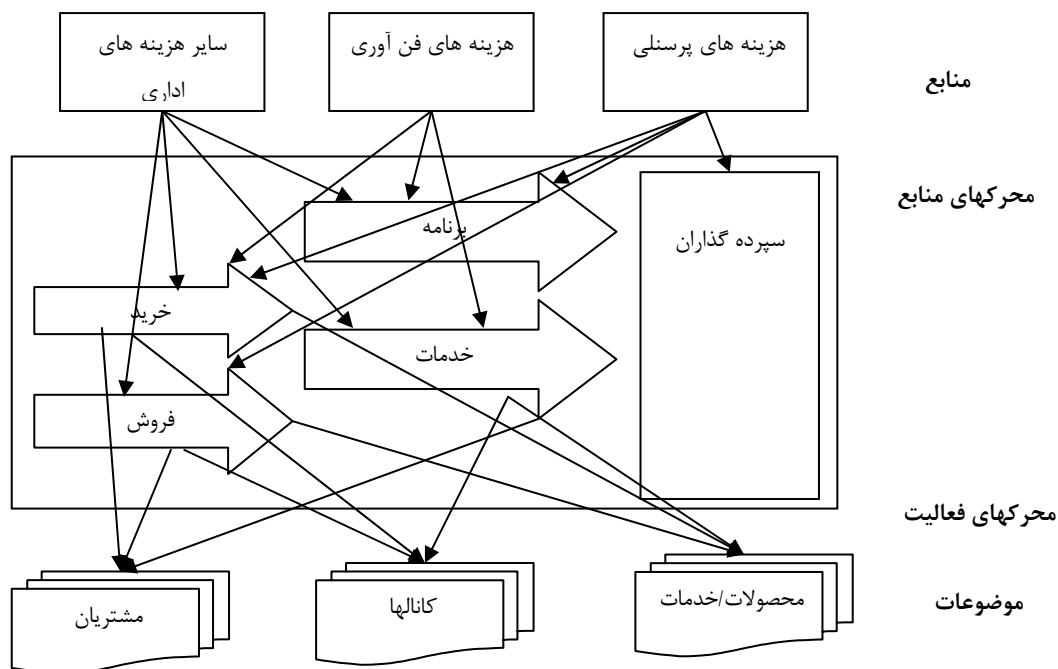 هزینه های پرسنلی
هزینه های فن آوری
سایر هزینه های
اداری
منابع
محرکهای منابع
سپرده گذاران
برنامه
خرید
خدمات
فروش
محرکهای فعالیت
موضوعات
محصولات/خدمات
کانالها
مشتریان